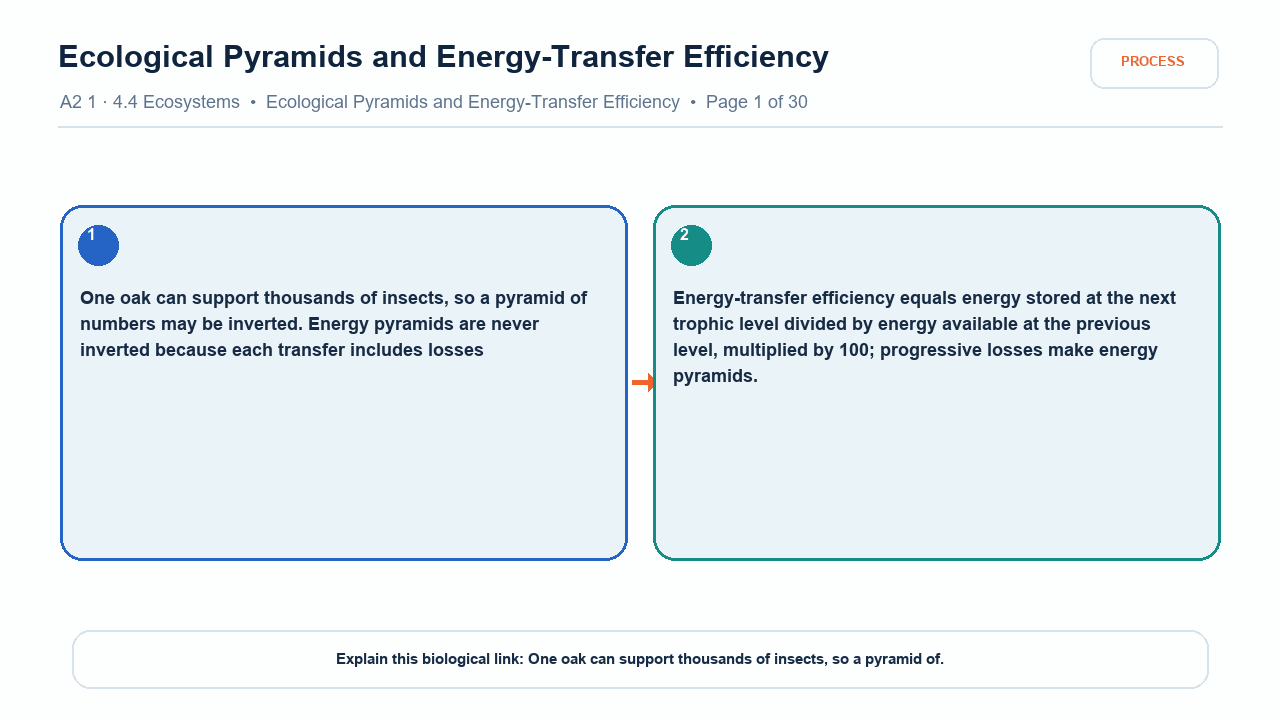 Ecological Pyramids and Energy-Transfer Efficiency
PROCESS
A2 1 · 4.4 Ecosystems • Ecological Pyramids and Energy-Transfer Efficiency • Page 1 of 30
1
One oak can support thousands of insects, so a pyramid of
numbers may be inverted. Energy pyramids are never
inverted because each transfer includes losses
2
Energy-transfer efficiency equals energy stored at the next
trophic level divided by energy available at the previous
level, multiplied by 100; progressive losses make energy
pyramids.
Explain this biological link: One oak can support thousands of insects, so a pyramid of.